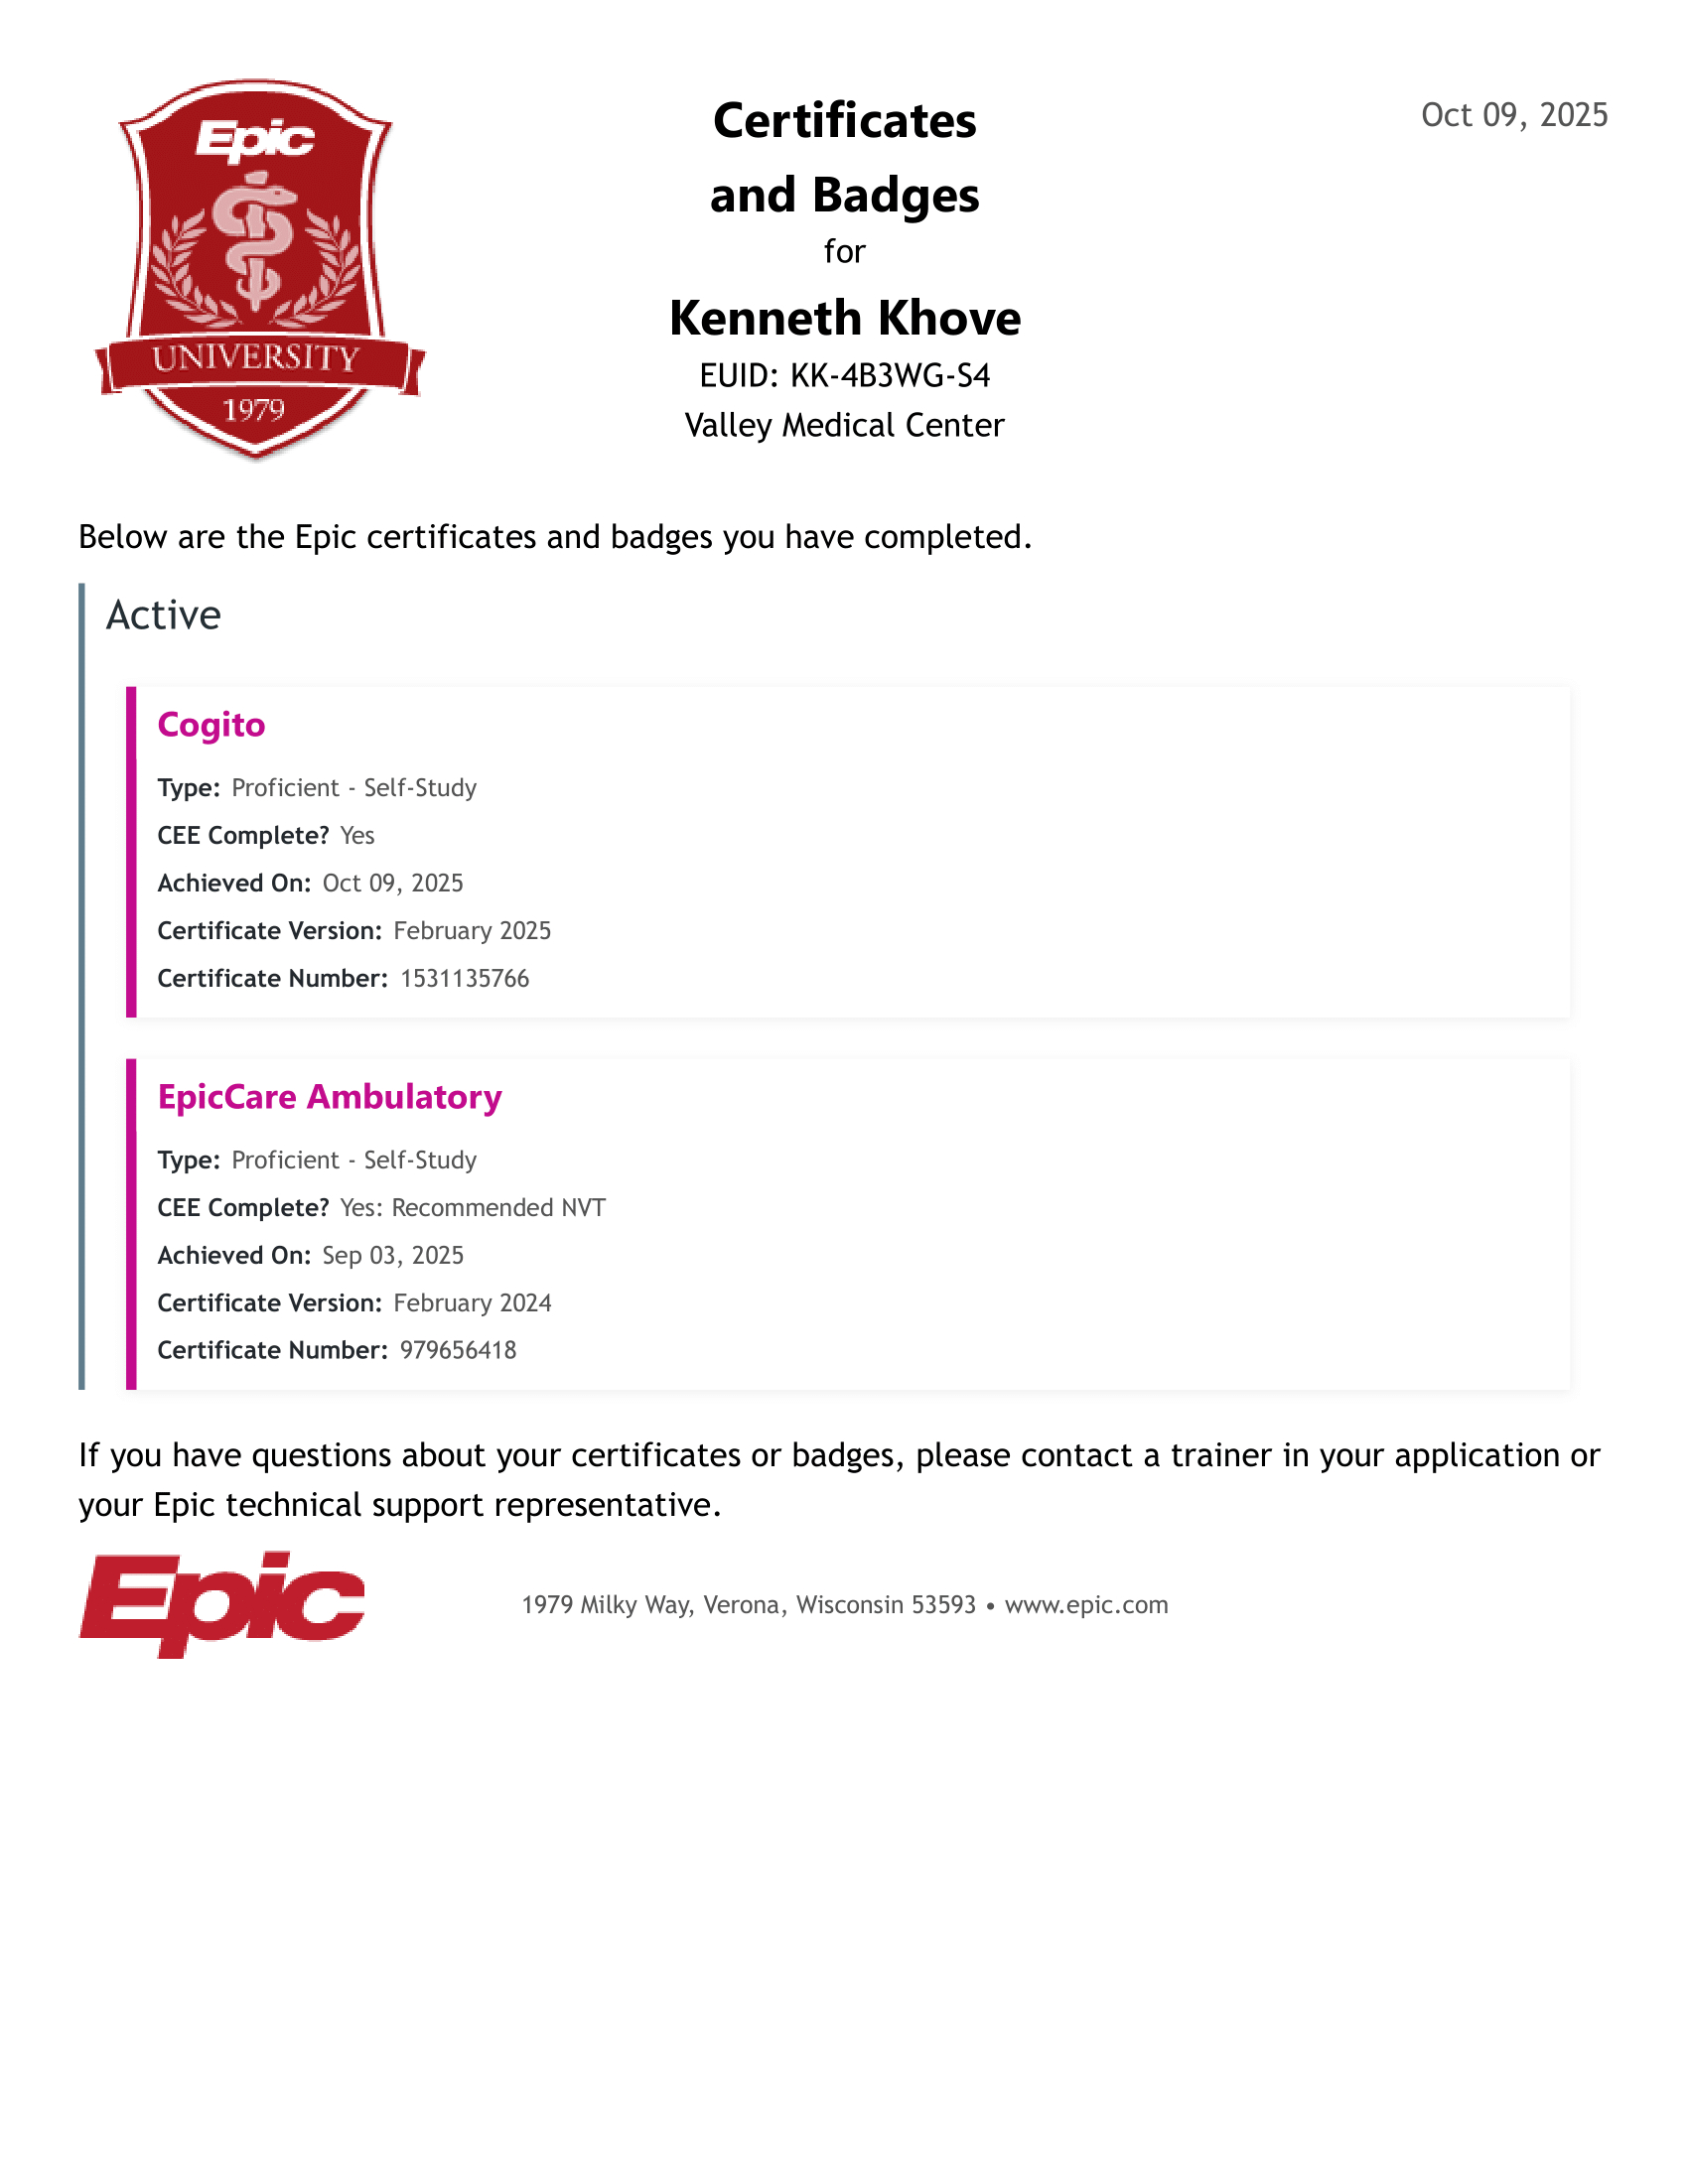 Epic
UNIVERSITY
1979
Certificates
and Badges
for
Kenneth Khove
EUID: KK-4B3WG-S4
Valley Medical Center
Oct 09, 2025
Below are the Epic certificates and badges you have completed.
Active
Cogito
Type: Proficient - Self-Study
CEE Complete? Yes
Achieved On: Oct 09, 2025
Certificate Version: February 2025
Certificate Number: 1531135766
EpicCare Ambulatory
Type: Proficient - Self-Study
CEE Complete? Yes: Recommended NVT
Achieved On: Sep 03, 2025
Certificate Version: February 2024
Certificate Number: 979656418
If you have questions about your certificates or badges, please contact a trainer in your application or
your Epic technical support representative.
Epic
1979 Milky Way, Verona, Wisconsin 53593 • www.epic.com